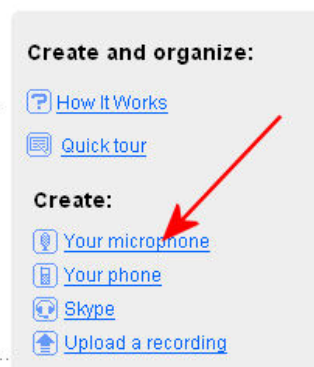 Create and organize:
How It Works
Quick tour
Create:
Your microphone
Your phone
Skype
Upload a recording